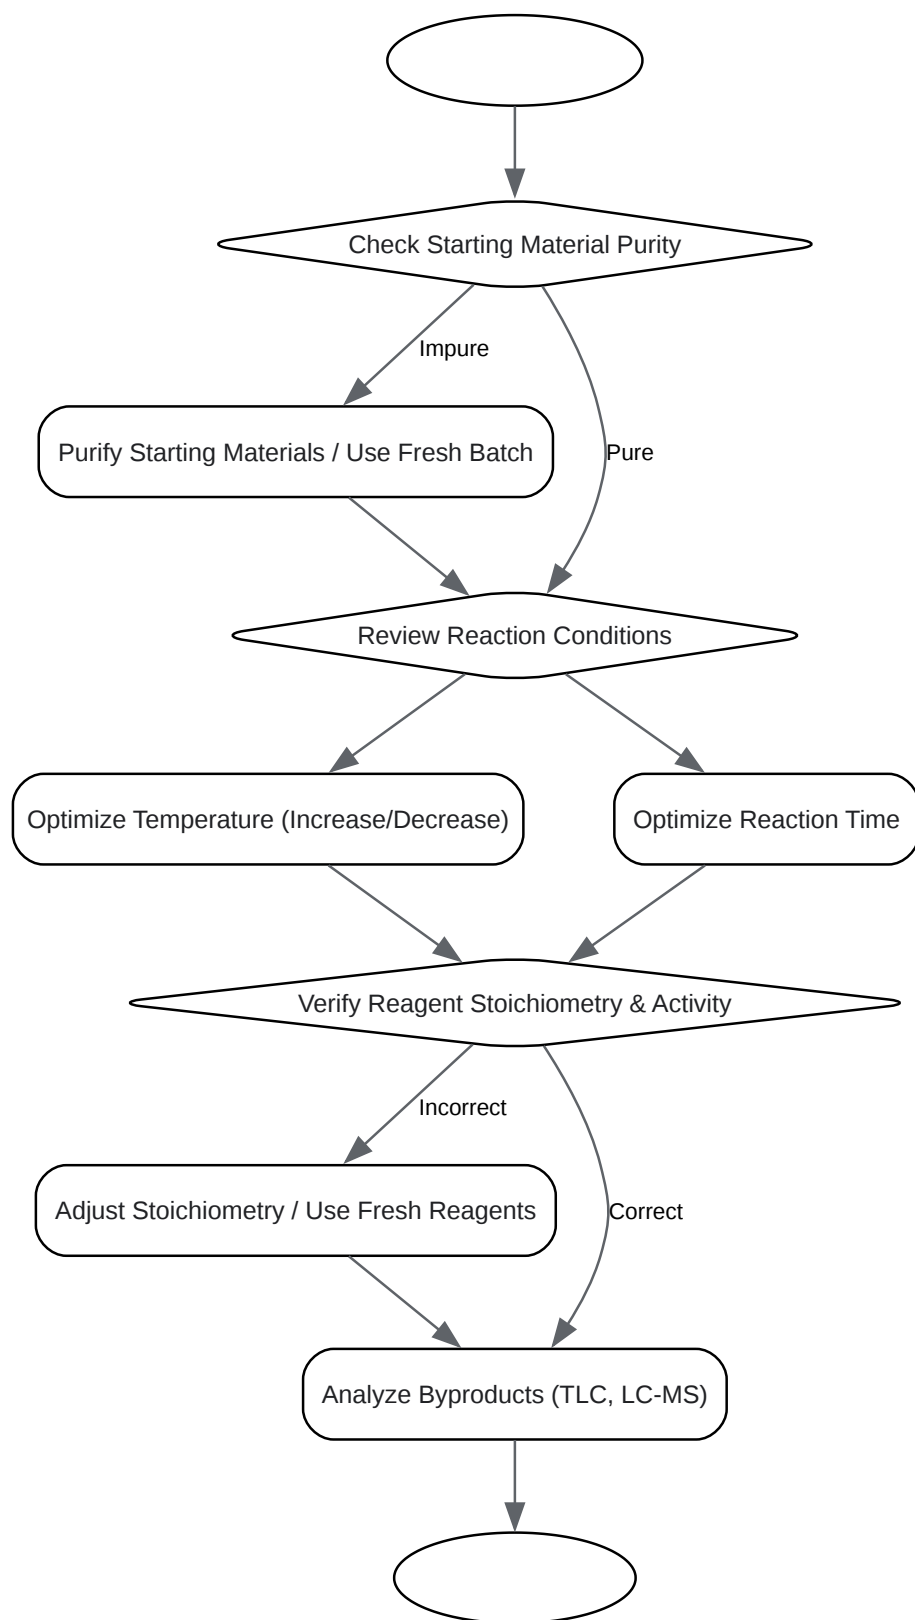 Check Starting Material Purity
Impure
Purify Starting Materials / Use Fresh Batch
Pure
Review Reaction Conditions
Optimize Temperature (Increase/Decrease)
Optimize Reaction Time
Verify Reagent Stoichiometry & Activity
Incorrect
Adjust Stoichiometry / Use Fresh Reagents
Correct
Analyze Byproducts (TLC, LC-MS)